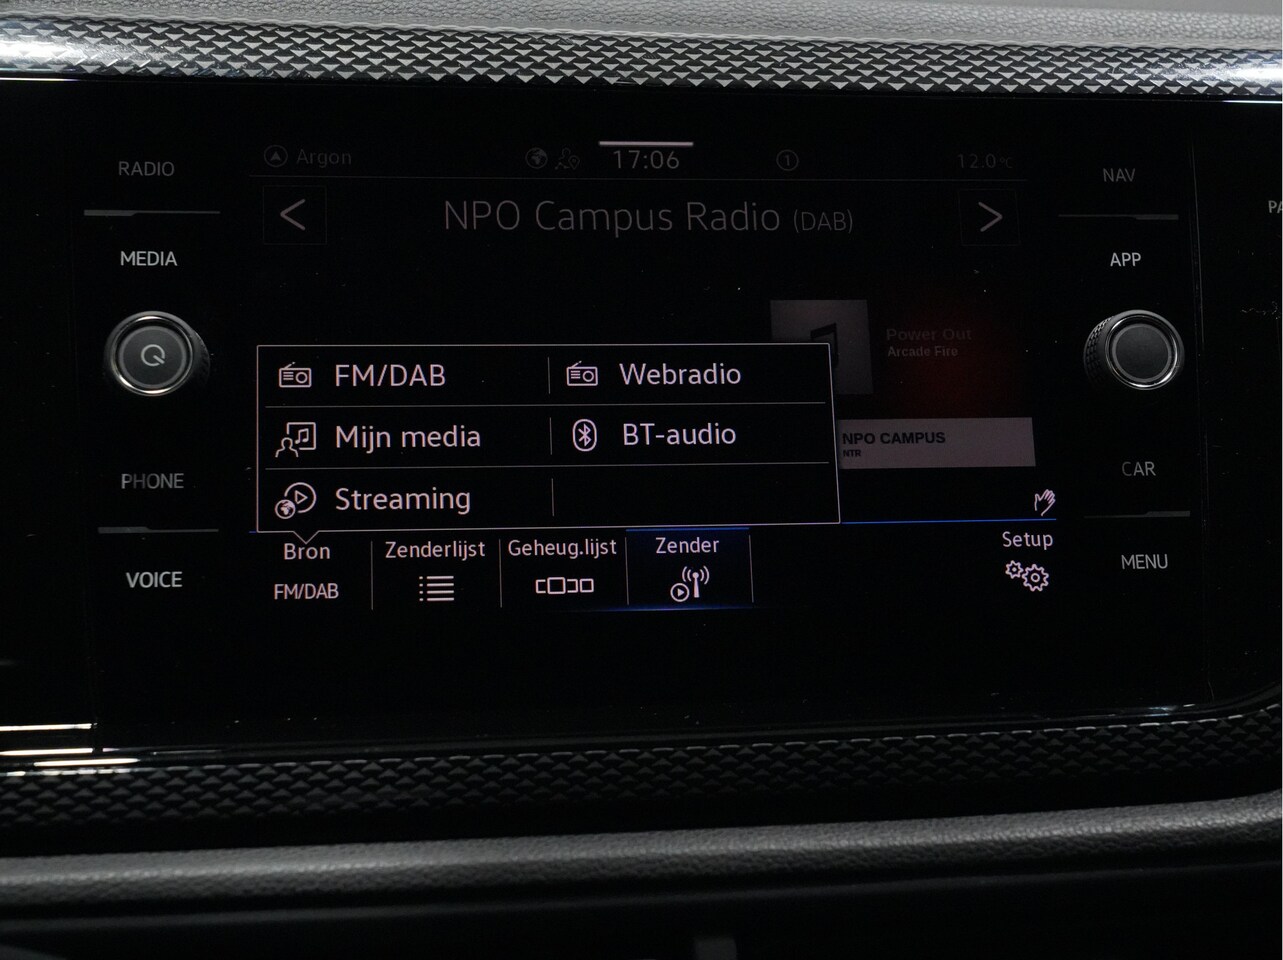 RADIO
MEDIA
PHONE
VOICE
Argon
17:06
1
12.0°C
NPO Campus Radio (DAB)
Power Out
Arcade Fire
FM/DAB
Webradio
Mijn media
BT-audio
Streaming
NPO CAMPUS
NTR
Bron
FM/DAB
Zenderlijst
Geheug.lijst
Zender
Setup
NAV
APP
CAR
MENU